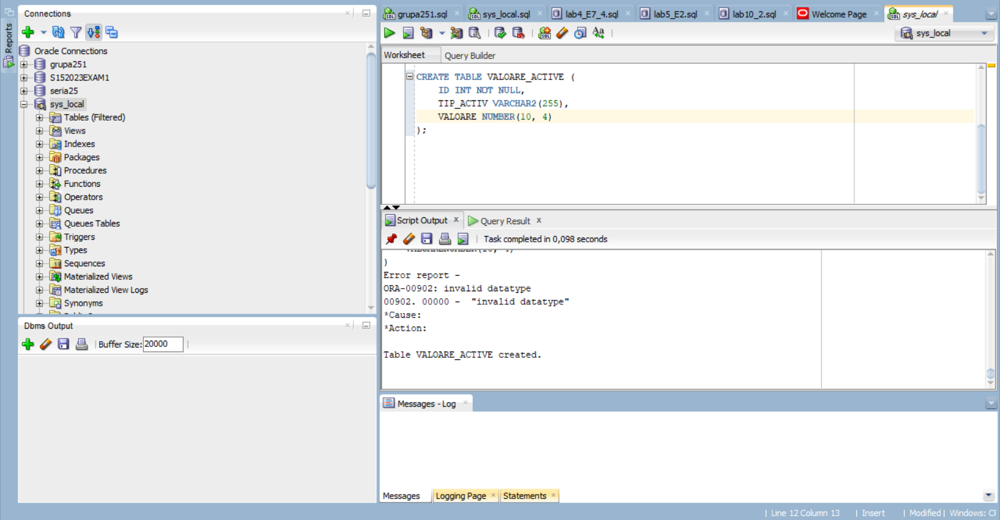 Reports
Connections
Oracle Connections
grupa251
S152023EXAM1
seria25
sys_local
Tables (Filtered)
Views
Indexes
Packages
Procedures
Functions
Operators
Queues
Queues Tables
Triggers
Types
Sequences
Materialized Views
Materialized View Logs
Synonyms
Dbms Output
Buffer Size: 20000
grupa251.sql
sys_local.sql
lab4_E7_4.sql
lab5_E2.sql
lab10_2.sql
Welcome Page
sys_local
sys_local
Worksheet
Query Builder
CREATE TABLE VALOARE_ACTIVE (
ID INT NOT NULL,
TIP_ACTIV VARCHAR2(255),
VALOARE NUMBER(10, 4)
);
Script Output
Query Result
Task completed in 0,098 seconds
)
Error report -
ORA-00902: invalid datatype
00902. 00000 -  "invalid datatype"
*Cause:
*Action:
Table VALOARE_ACTIVE created.
Messages - Log
Messages
Logging Page
Statements
| Line 12 Column 13 | Insert | Modified | Windows: